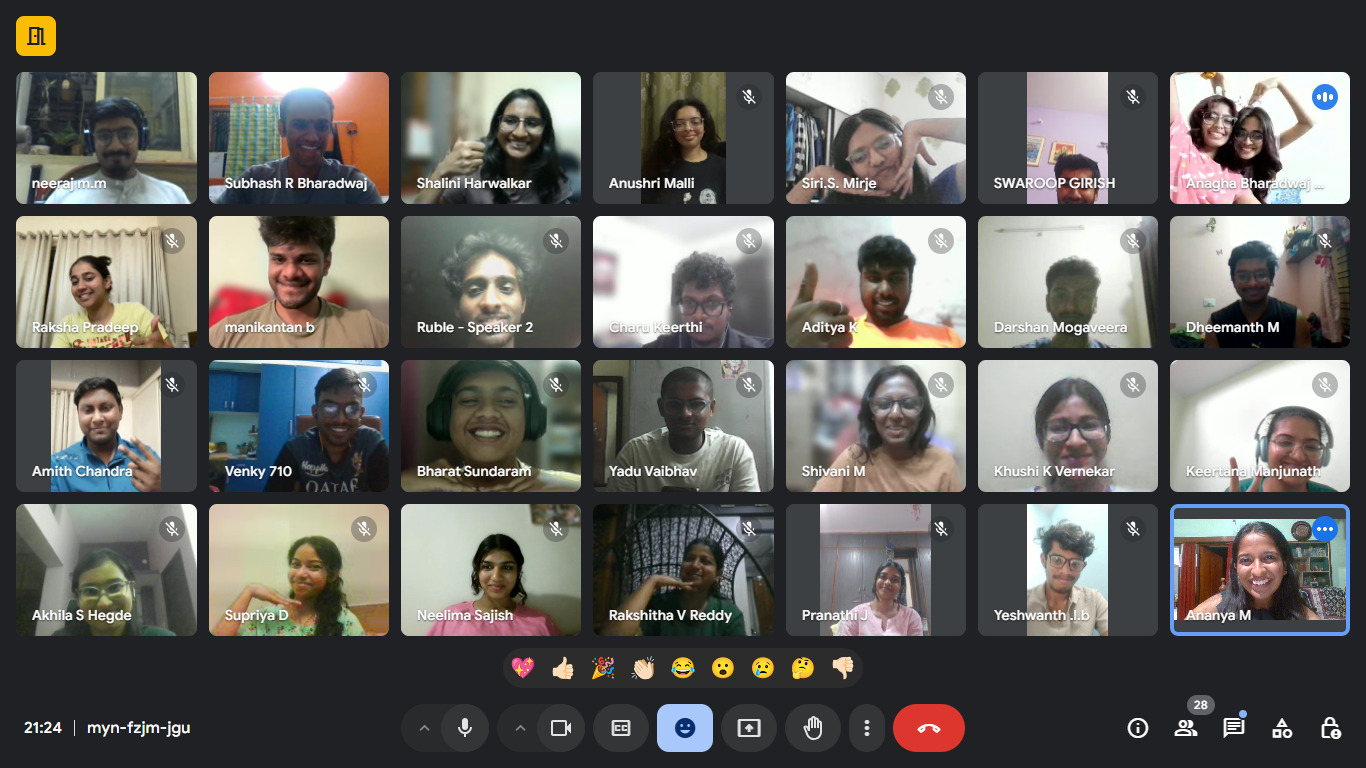 neeraj m.m
Subhash R Bharadwaj
Shalini Harwalkar
Anushri Malli
Siri.S. Mirje
SWAROOP GIRISH
Anagha Bharadwaj ...
Raksha Pradeep
manikantan b
Ruble - Speaker 2
Charu Keerthi
Aditya K
Darshan Mogaveera
Dheemanth M
Amith Chandra
Venky 710
QATAR
Bharat Sundaram
Yadu Vaibhav
Shivani M
Khushi K Vernekar
Keertana Manjunath
Akhila S Hegde
Supriya D
Neelima Sajish
Rakshitha V Reddy
Pranathi J
Yeshwanth .l.b
Ananya M
21:24 | myn-fzjm-jgu
CC
28